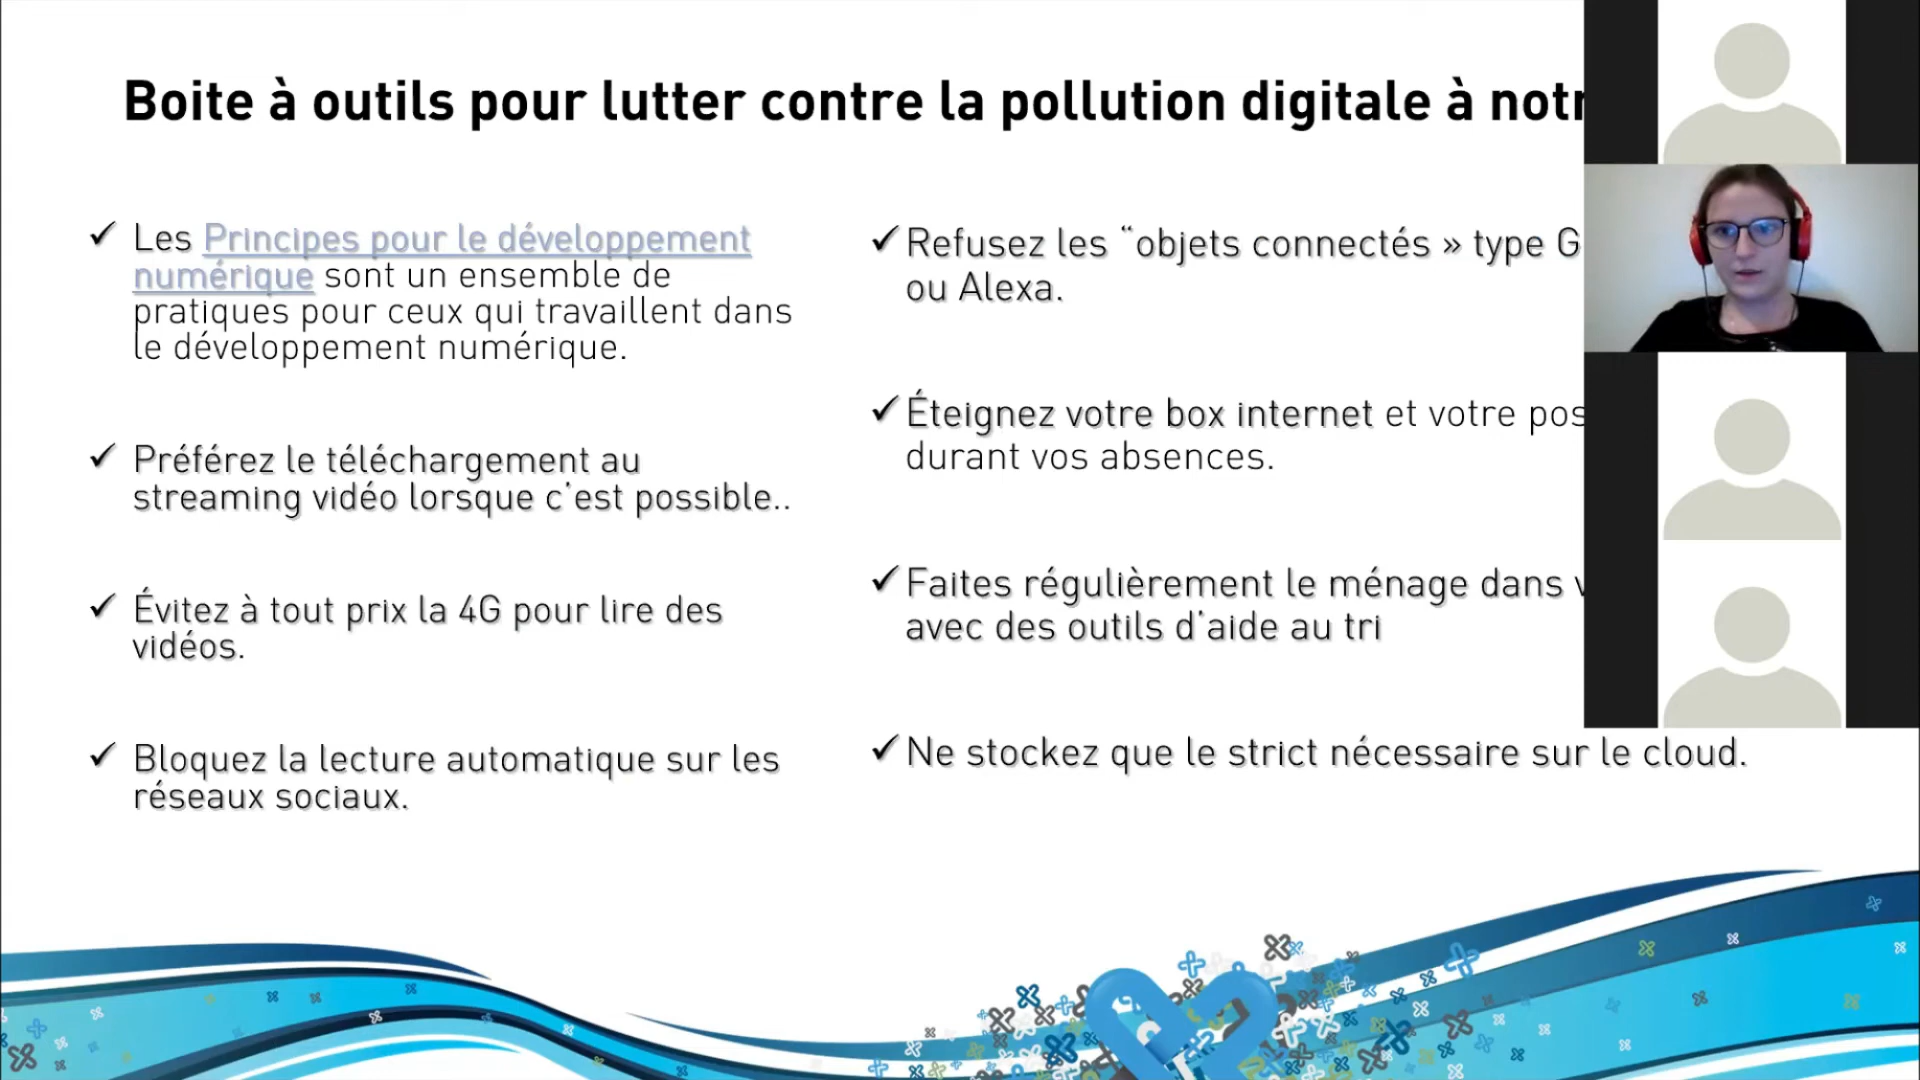 Boite à outils pour lutter contre la pollution digitale à
Les Principes pour le développement
numérique sont un ensemble de
pratiques pour ceux qui travaillent dans
le développement numérique.
Préférez le téléchargement au
streaming vidéo lorsque c'est possible..
Évitez à tout prix la 4G pour lire des
vidéos.
Bloquez la lecture automatique sur les
réseaux sociaux.
Refusez les “objets connectés » type
ou Alexa.
Éteignez votre box internet et votre
durant vos absences.
Faites régulièrement le ménage dans
avec des outils d'aide au tri
Ne stockez que le strict nécessaire sur le cloud.